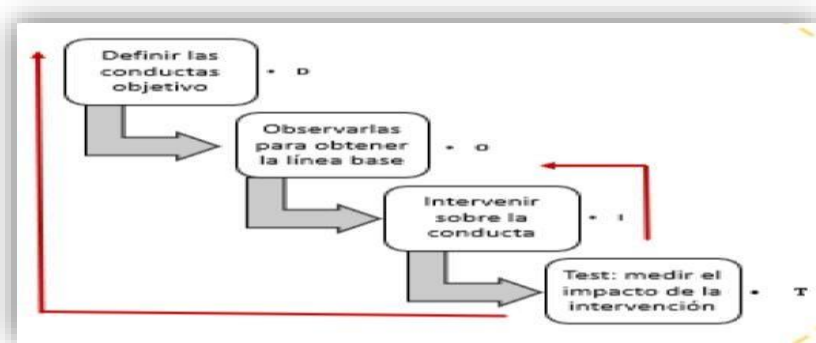 Definir las
conductas
objetivo
• D
Observarlas
para obtener
la línea base
• O
Intervenir
sobre la
conducta
• I
Test: medir el
impacto de la
intervención
• T